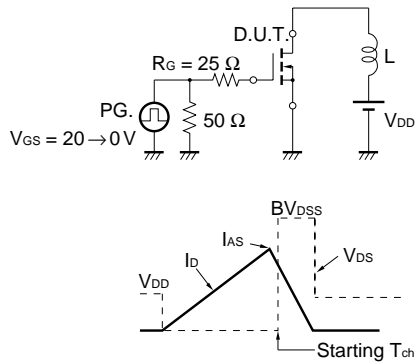 D.U.T.
RG = 25 Ω
L
PG.
50 Ω
VDD
VGS = 20 → 0 V
BVDSS
IAS
ID
VDS
VDD
Starting Tch